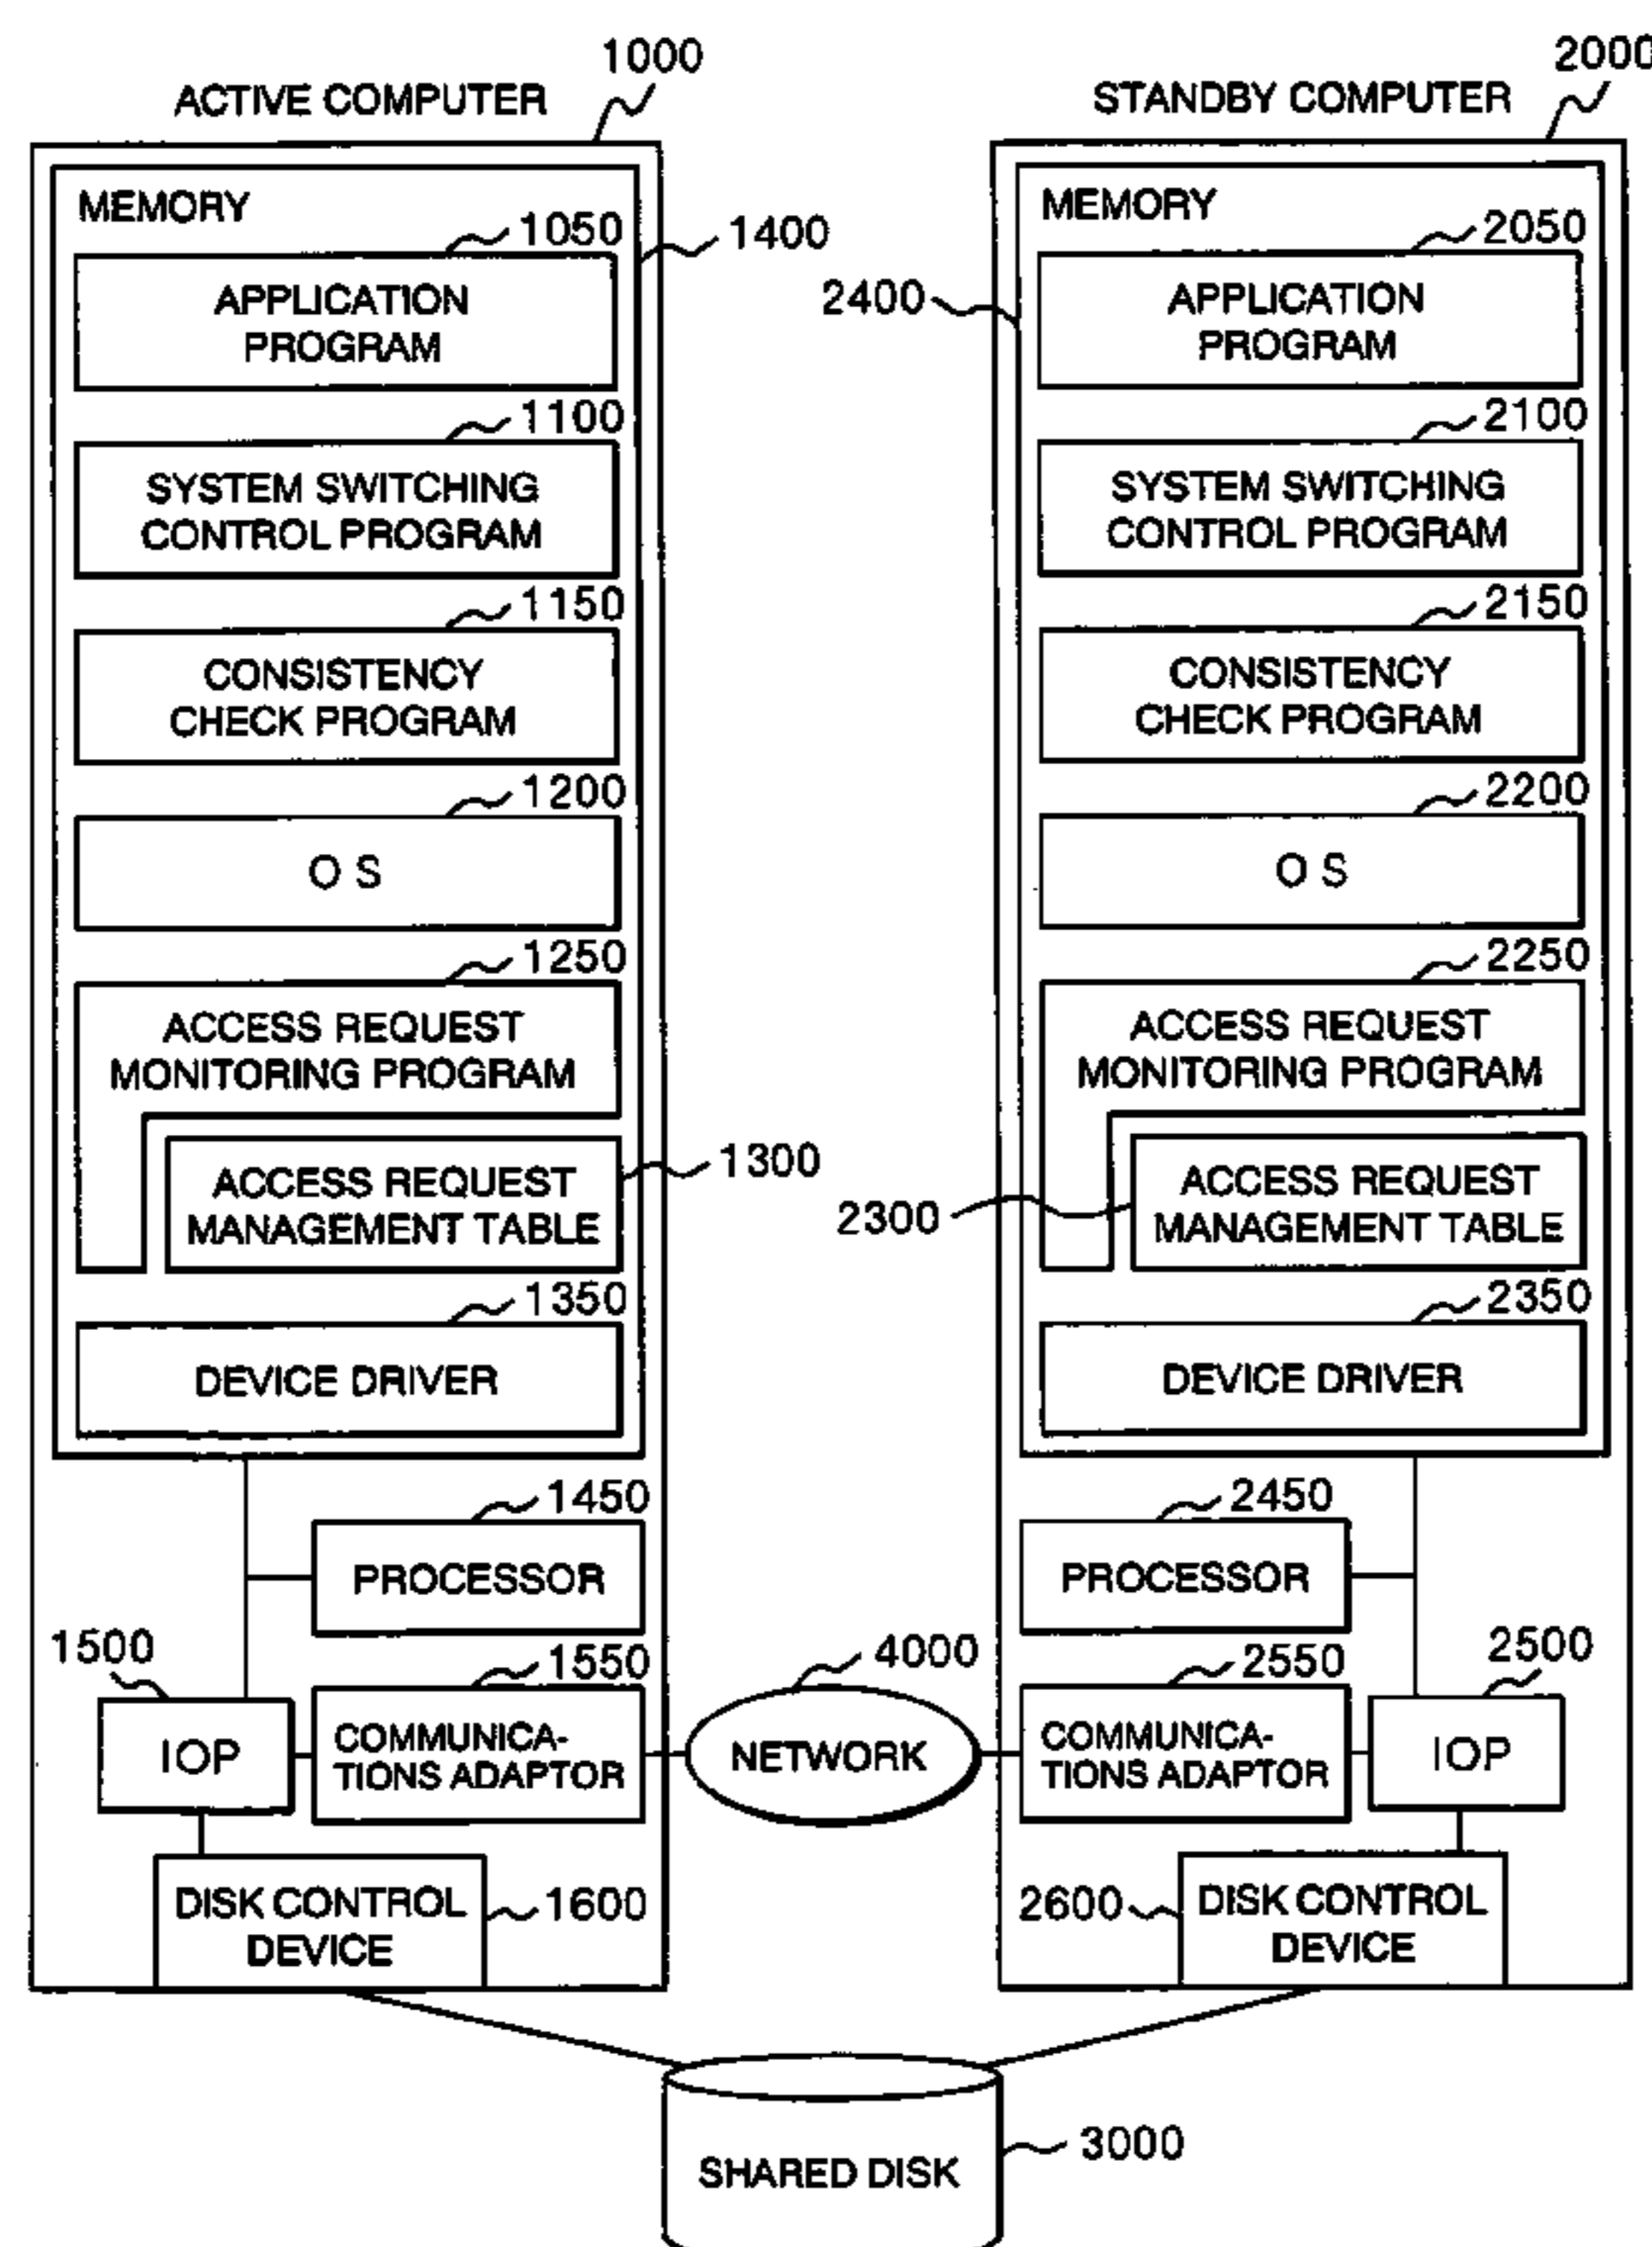 1000
ACTIVE COMPUTER
MEMORY
1050
1400
APPLICATION
PROGRAM
1100
SYSTEM SWITCHING
CONTROL PROGRAM
1150
CONSISTENCY
CHECK PROGRAM
1200
O S
1250
ACCESS REQUEST
MONITORING PROGRAM
1300
ACCESS REQUEST
MANAGEMENT TABLE
1350
DEVICE DRIVER
1450
PROCESSOR
1500
1550
IOP
COMMUNICA-
TIONS ADAPTOR
DISK CONTROL
DEVICE
1600
4000
NETWORK
2000
STANDBY COMPUTER
MEMORY
2050
2400
APPLICATION
PROGRAM
2100
SYSTEM SWITCHING
CONTROL PROGRAM
2150
CONSISTENCY
CHECK PROGRAM
2200
O S
2250
ACCESS REQUEST
MONITORING PROGRAM
2300
ACCESS REQUEST
MANAGEMENT TABLE
2350
DEVICE DRIVER
2450
PROCESSOR
2500
2550
COMMUNICA-
TIONS ADAPTOR
IOP
2600
DISK CONTROL
DEVICE
3000
SHARED DISK